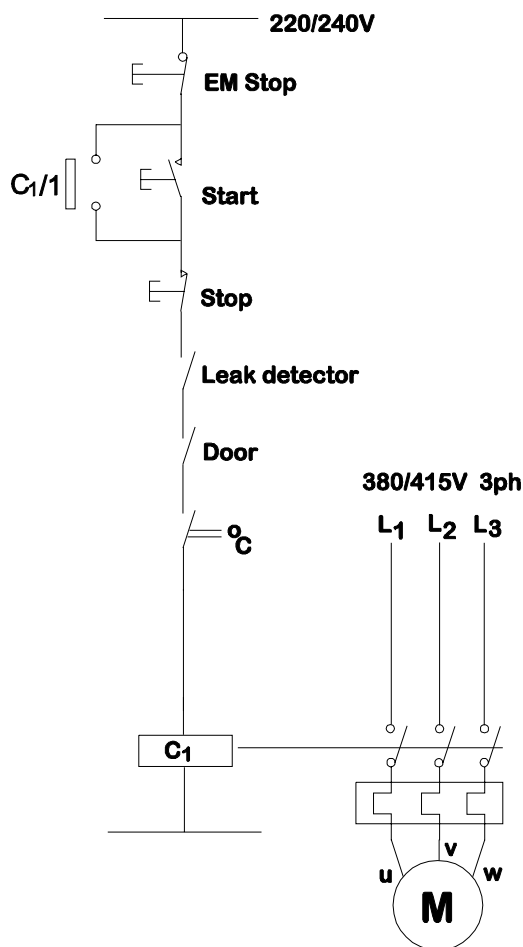 220/240V
EM Stop
C1/1
Start
Stop
Leak detector
Door
°C
380/415V 3ph
L1 L2 L3
C1
u v w
M